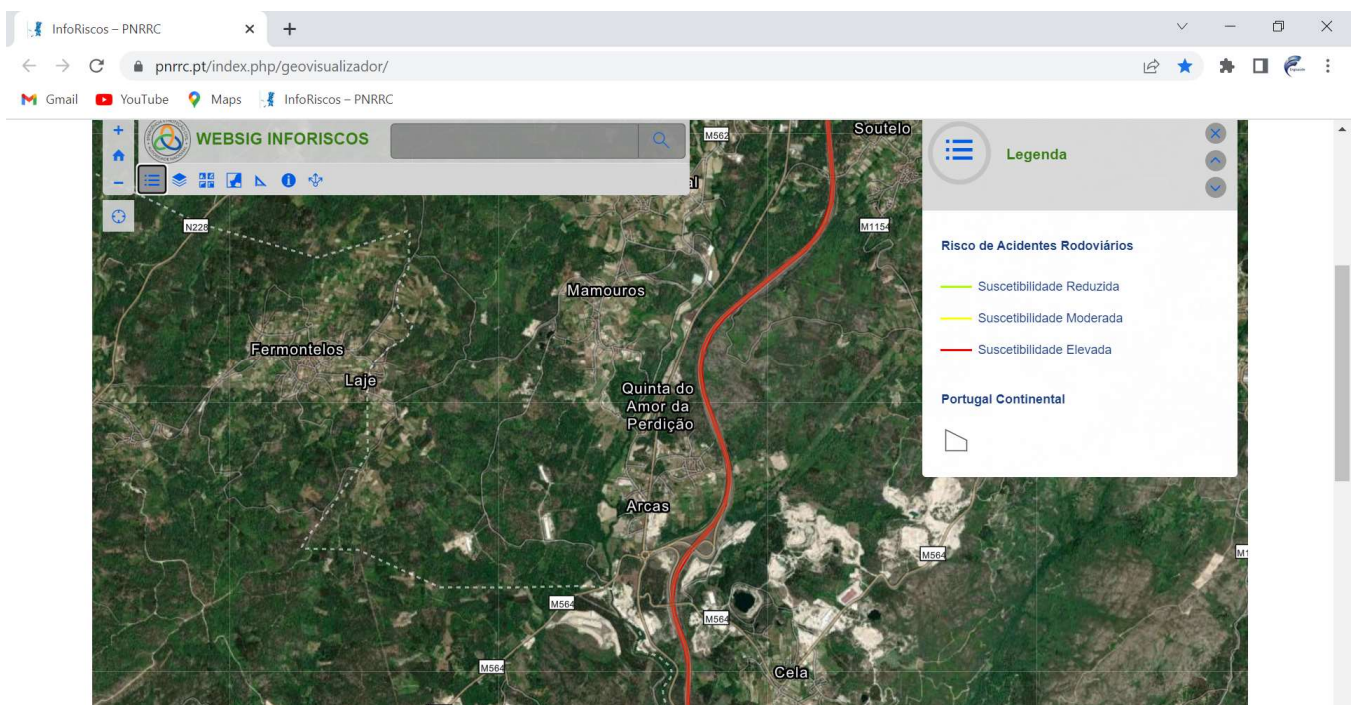 InfoRiscos – PNRRC
pnrrc.pt/index.php/geovisualizador/
Gmail
YouTube
Maps
InfoRiscos – PNRRC
WEBSIG INFORISCOS
M562
Soutelo
Legenda
N228
M1154
Risco de Acidentes Rodoviários
Suscetibilidade Reduzida
Mamouros
Suscetibilidade Moderada
Fermontelos
Suscetibilidade Elevada
Laje
Quinta do
Amor da
Perdição
Portugal Continental
Arcas
M564
M564
M564
M564
Cela